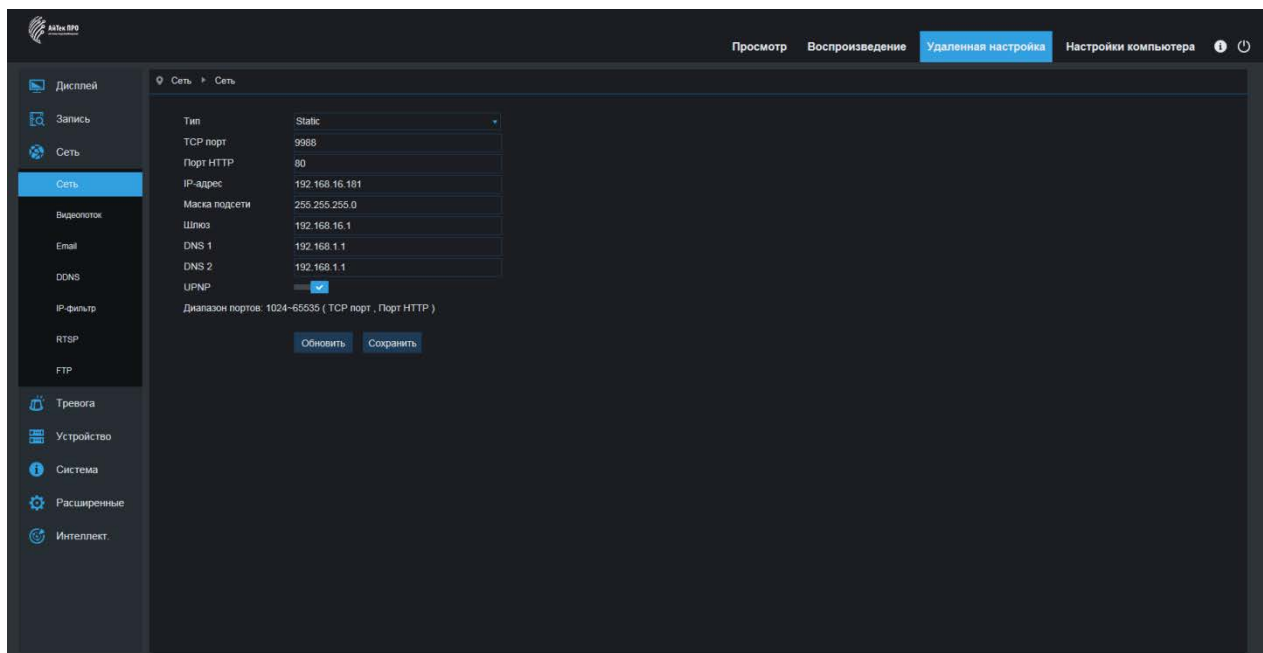 АйТек ПРО
Просмотр Воспроизведение Удаленная настройка Настройки компьютера
Дисплей
Запись
Сеть
Сеть
Видеопоток
Email
DDNS
IP-фильтр
RTSP
FTP
Тревога
Устройство
Система
Расширенные
Интеллект.
Сеть Сеть
Тип Static
TCP порт 9988
Порт HTTP 80
IP-адрес 192.168.16.181
Маска подсети 255.255.255.0
Шлюз 192.168.16.1
DNS 1 192.168.1.1
DNS 2 192.168.1.1
UPNP
Диапазон портов: 1024~65535 ( TCP порт , Порт HTTP )
Обновить Сохранить